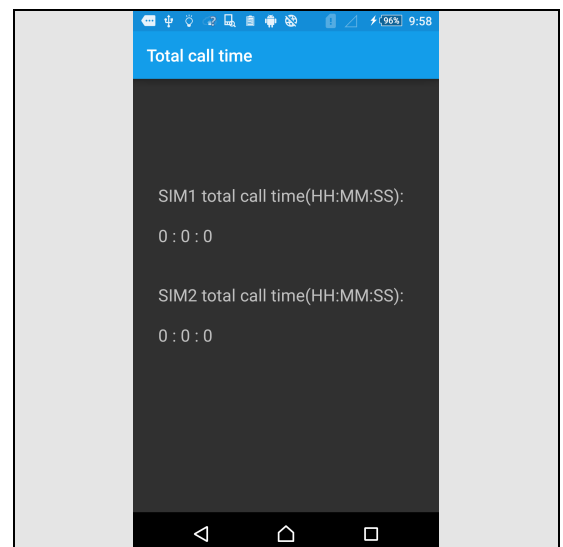 96% 9:58
Total call time
SIM1 total call time(HH:MM:SS):
0 : 0 : 0
SIM2 total call time(HH:MM:SS):
0 : 0 : 0